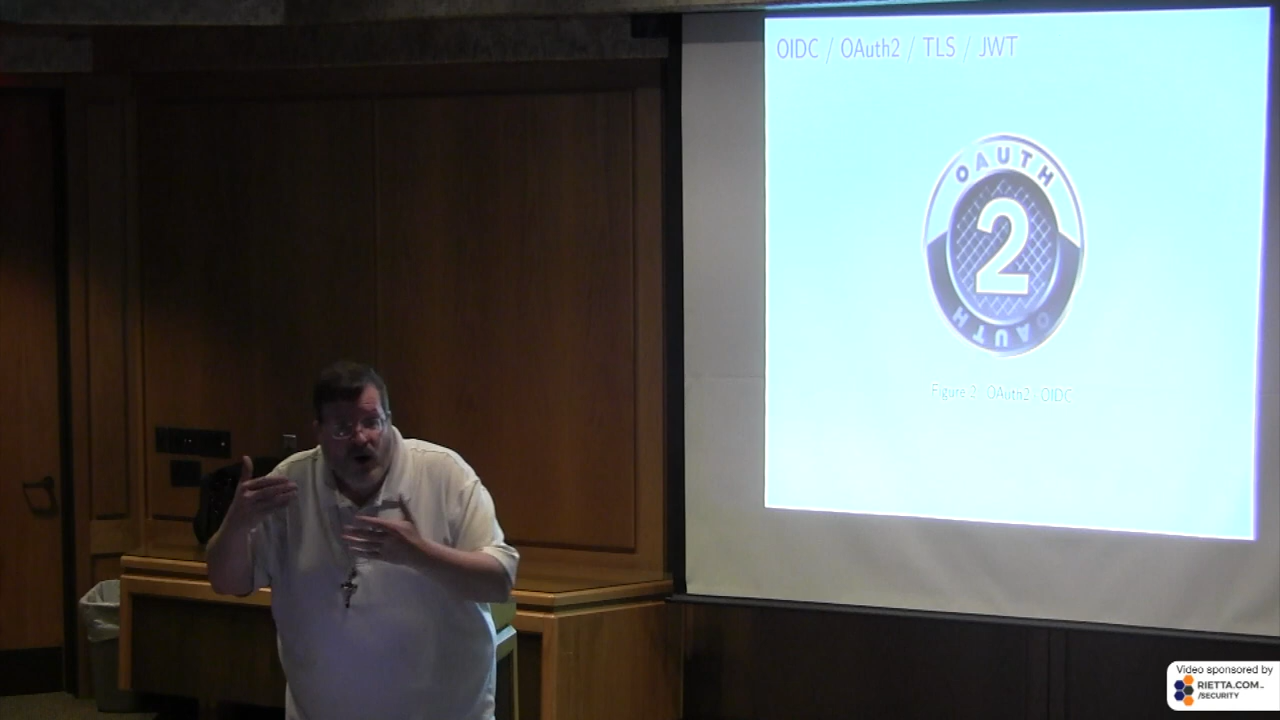 OIDC / OAuth2 / TLS / JWT
OAUTH
2
OAUTH
Figure 2 OAuth2 / OIDC
Video sponsored by
RIETTA.COM
/SECURITY